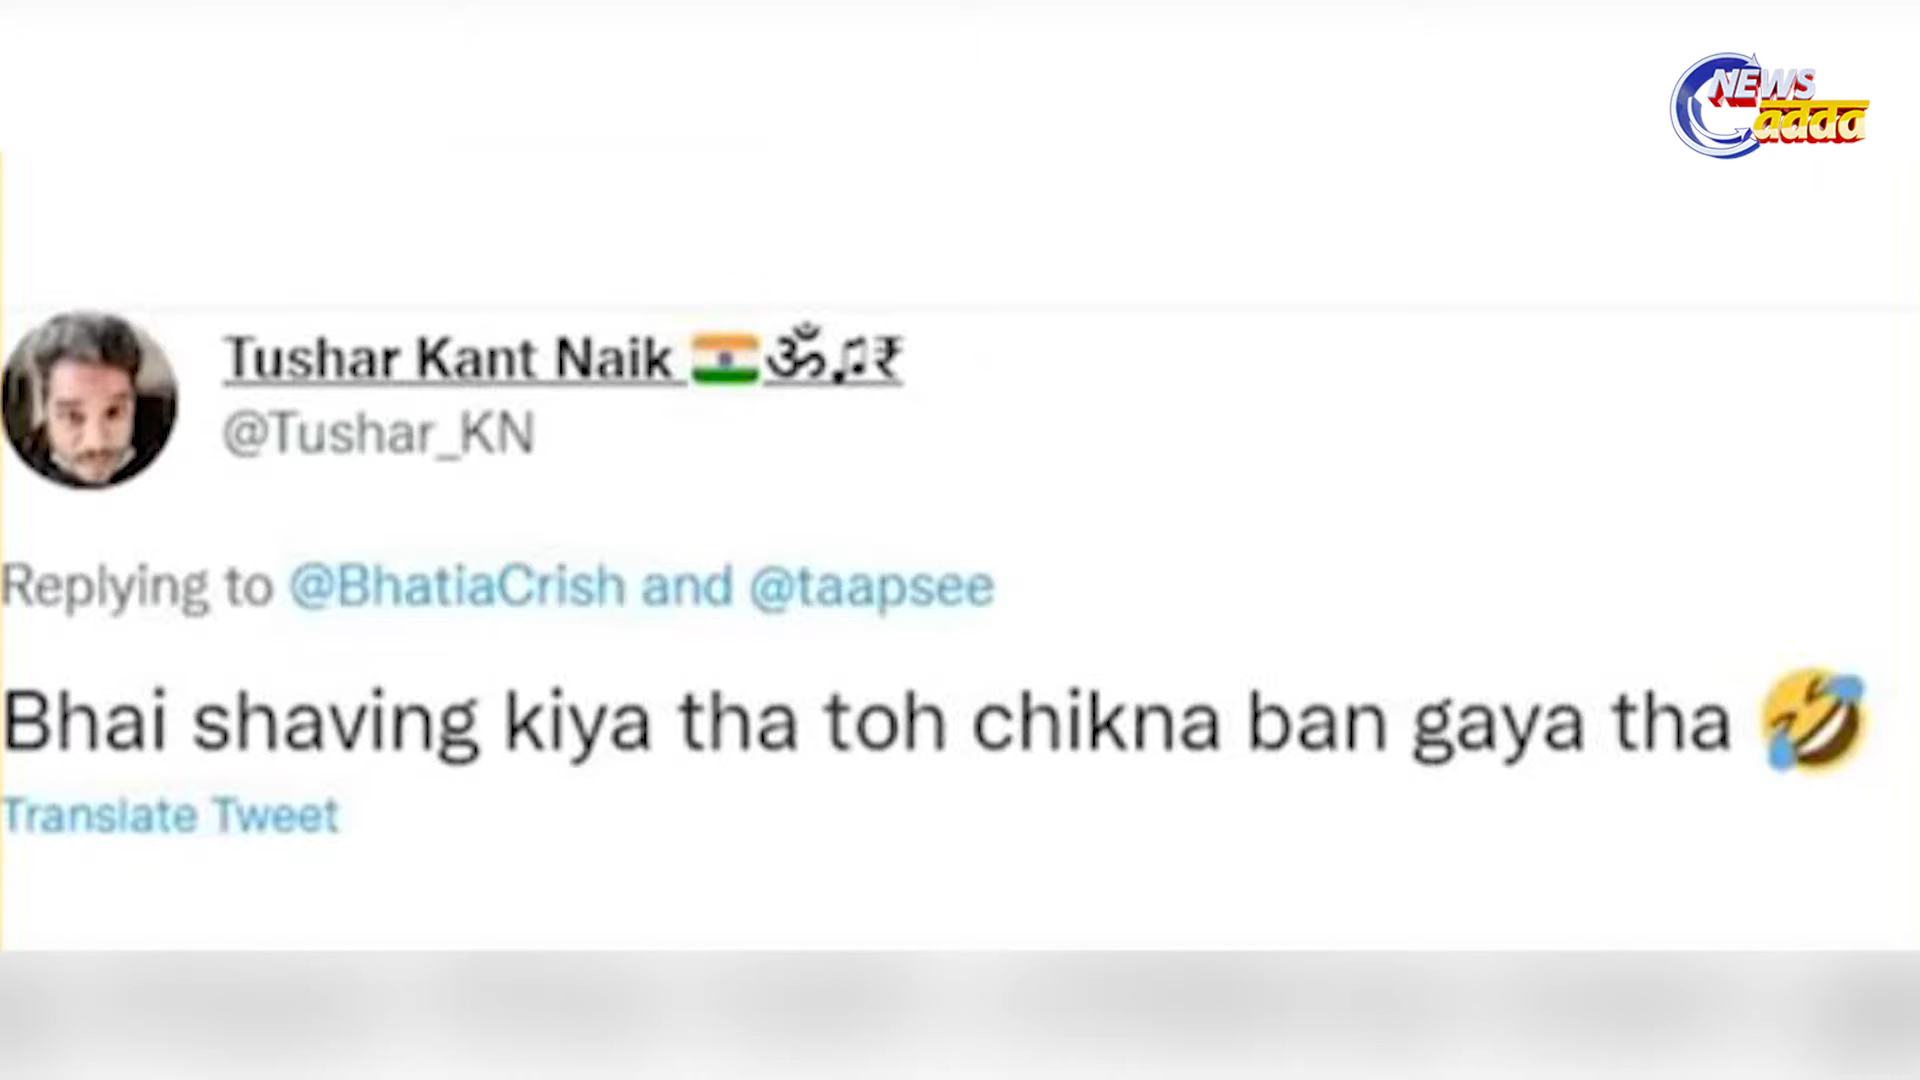 NEWS
adda
Tushar Kant Naik 🇮🇳ॐ♫₹
@Tushar_KN
Replying to @BhatiaCrish and @taapsee
Bhai shaving kiya tha toh chikna ban gaya tha 🤣
Translate Tweet